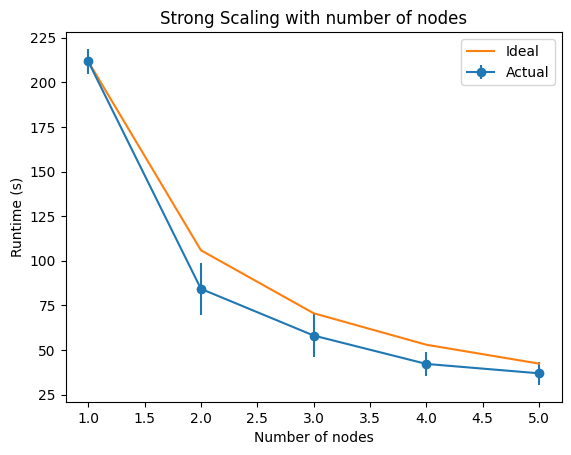 Strong Scaling with number of nodes
Ideal
Actual
225
200
175
150
125
100
75
50
25
Runtime (s)
1.0 1.5 2.0 2.5 3.0 3.5 4.0 4.5 5.0
Number of nodes